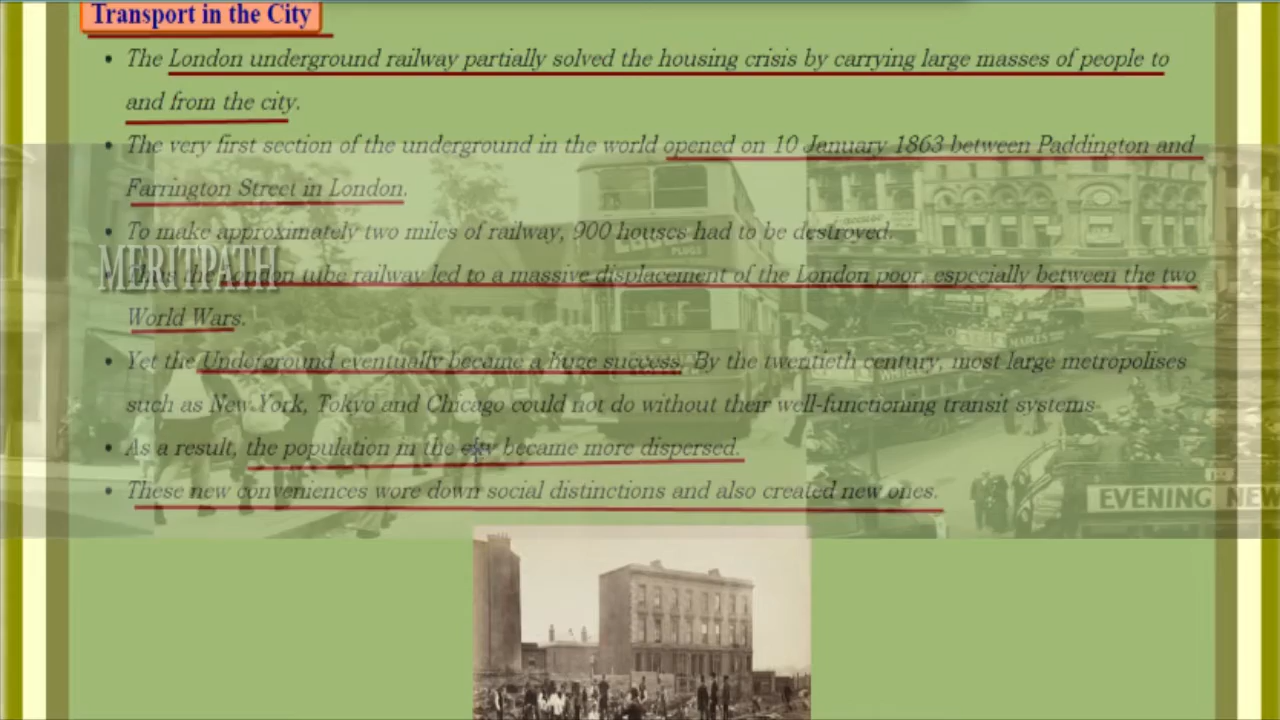 Transport in the City
• The London underground railway partially solved the housing crisis by carrying large masses of people to
and from the city.
• The very first section of the underground in the world opened on 10 January 1863 between Paddington and
Farrington Street in London.
• To make approximately two miles of railway, 900 houses had to be destroyed.
MERITPATH
• Thus the London tube railway led to a massive displacement of the London poor, especially between the two
World Wars.
• Yet the Underground eventually became a huge success. By the twentieth century, most large metropolises
such as New York, Tokyo and Chicago could not do without their well-functioning transit systems
• As a result, the population in the city became more dispersed.
• These new conveniences wore down social distinctions and also created new ones.
EVENING NEW